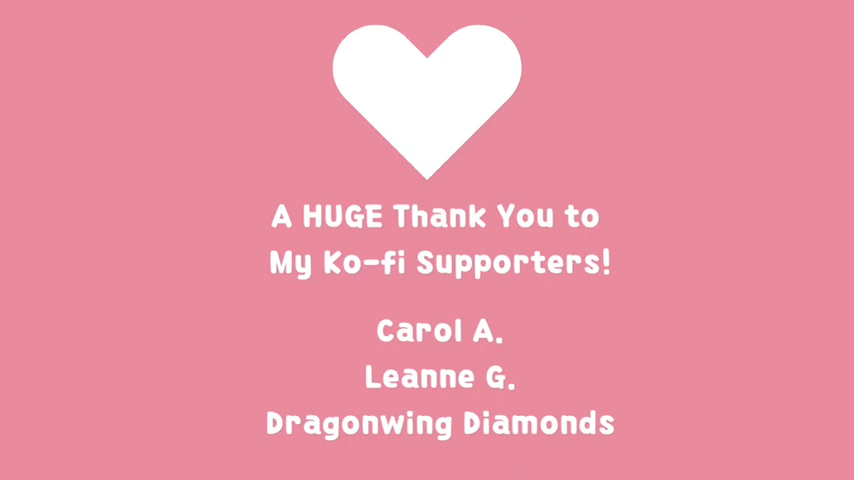 A HUGE Thank You to
My Ko-fi Supporters!
Carol A.
Leanne G.
Dragonwing Diamonds